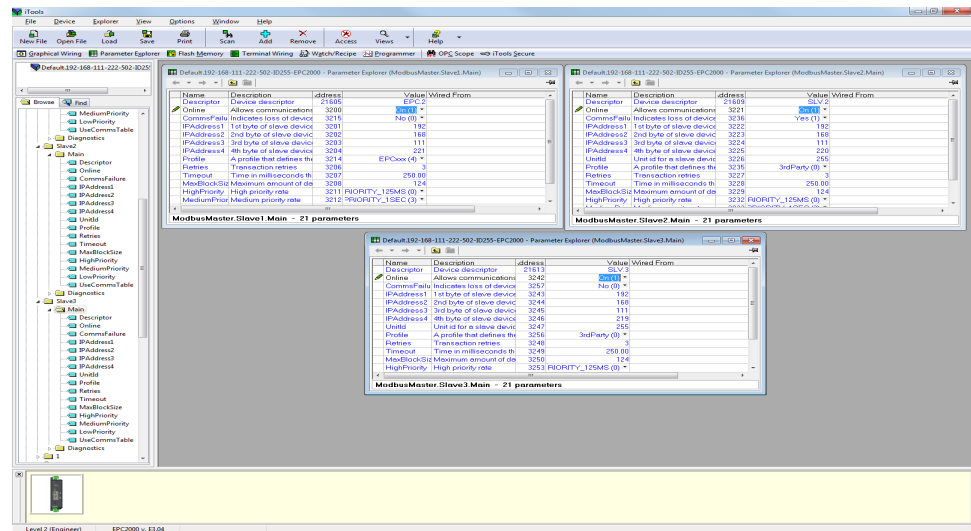 iTools
File Device Explorer View Options Window Help
New File Open File Load Save Print Scan Add Remove Access Views Help
Graphical Wiring Parameter Explorer Flash Memory Terminal Wiring Watch/Recipe Programmer OPC Scope iTools Secure
Default.192-168-111-222-502-ID255-
Browse Find
MediumPriority
LowPriority
UseCommsTable
Diagnostics
Slave2
Main
Descriptor
Online
CommsFailure
IPAddress1
IPAddress2
IPAddress3
IPAddress4
UnitId
Profile
Retries
Timeout
MaxBlockSize
HighPriority
MediumPriority
LowPriority
UseCommsTable
Diagnostics
Slave3
Main
Descriptor
Online
CommsFailure
IPAddress1
IPAddress2
IPAddress3
IPAddress4
UnitId
Profile
Retries
Timeout
MaxBlockSize
HighPriority
MediumPriority
LowPriority
UseCommsTable
Diagnostics
1
Default.192-168-111-222-502-ID255-EPC2000 - Parameter Explorer (ModbusMaster.Slave1.Main)
Name Description ddress Value Wired From
Descriptor Device descriptor 21605 EPC.2
Online Allows communications 3200 On (1)
CommsFailu Indicates loss of device 3215 No (0)
IPAddress1 1st byte of slave device 3201 192
IPAddress2 2nd byte of slave devic 3202 168
IPAddress3 3rd byte of slave devic 3203 111
IPAddress4 4th byte of slave device 3204 221
Profile A profile that defines the 3214 EPCxxx (4)
Retries Transaction retries 3206 3
Timeout Time in milliseconds th 3207 250.00
MaxBlockSiz Maximum amount of da 3208 124
HighPriority High priority rate 3211 RIORITY_125MS (0)
MediumPrior Medium priority rate 3212 PRIORITY_1SEC (3)
ModbusMaster.Slave1.Main - 21 parameters
Default.192-168-111-222-502-ID255-EPC2000 - Parameter Explorer (ModbusMaster.Slave2.Main)
Name Description ddress Value Wired From
Descriptor Device descriptor 21609 SLV.2
Online Allows communications 3221 On (1)
CommsFailu Indicates loss of device 3236 Yes (1)
IPAddress1 1st byte of slave device 3222 192
IPAddress2 2nd byte of slave devic 3223 168
IPAddress3 3rd byte of slave devic 3224 111
IPAddress4 4th byte of slave device 3225 220
UnitId Unit id for a slave devic 3226 255
Profile A profile that defines the 3235 3rdParty (0)
Retries Transaction retries 3227 3
Timeout Time in milliseconds th 3228 250.00
MaxBlockSiz Maximum amount of da 3229 124
HighPriority High priority rate 3232 RIORITY_125MS (0)
ModbusMaster.Slave2.Main - 21 parameters
Default.192-168-111-222-502-ID255-EPC2000 - Parameter Explorer (ModbusMaster.Slave3.Main)
Name Description ddress Value Wired From
Descriptor Device descriptor 21613 SLV.3
Online Allows communications 3242 On (1)
CommsFailu Indicates loss of device 3257 No (0)
IPAddress1 1st byte of slave device 3243 192
IPAddress2 2nd byte of slave devic 3244 168
IPAddress3 3rd byte of slave devic 3245 111
IPAddress4 4th byte of slave device 3246 219
UnitId Unit id for a slave devic 3247 255
Profile A profile that defines the 3256 3rdParty (0)
Retries Transaction retries 3248 3
Timeout Time in milliseconds th 3249 250.00
MaxBlockSiz Maximum amount of da 3250 124
HighPriority High priority rate 3253 RIORITY_125MS (0)
ModbusMaster.Slave3.Main - 21 parameters
Level 2 (Engineer) EPC2000 v. E3.04